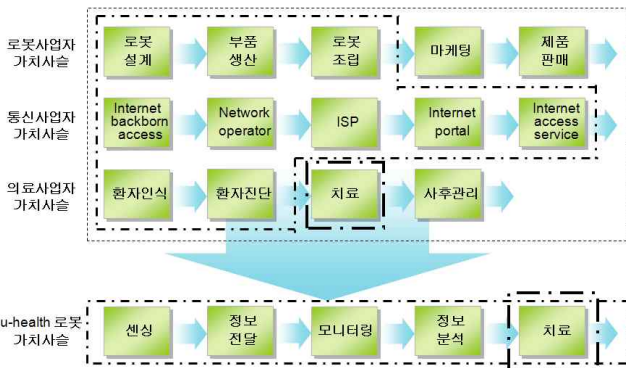 로봇사업자
가치사슬
로봇
설계
부품
생산
로봇
조립
마케팅
제품
판매
통신사업자
가치사슬
Internet
backborn
access
Network
operator
ISP
Internet
portal
Internet
access
service
의료사업자
가치사슬
환자인식
환자진단
치료
사후관리
u-health 로봇
가치사슬
센싱
정보
전달
모니터링
정보
분석
치료